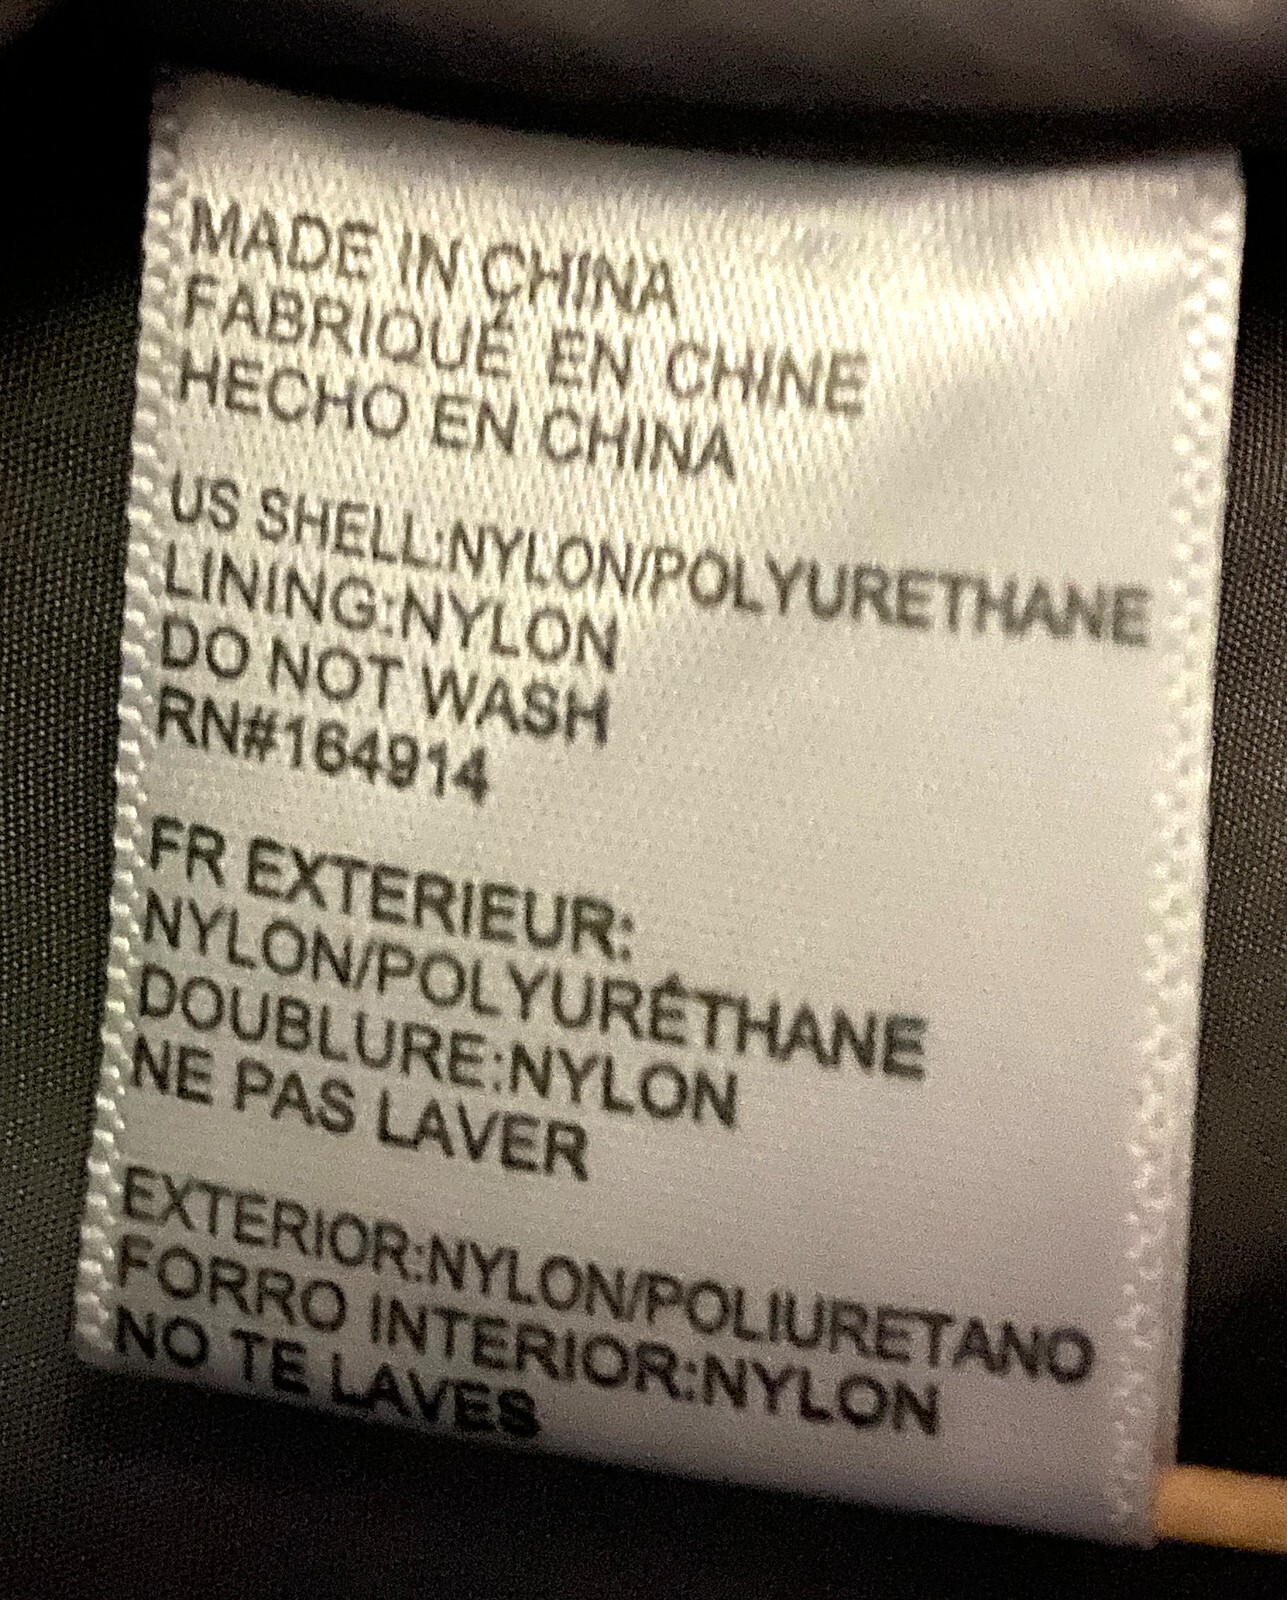 MADE IN CHINA
FABRIQUÉ EN CHINE
HECHO EN CHINA
US SHELL:NYLON/POLYURETHANE
LINING:NYLON
DO NOT WASH
RN#164914
FR EXTERIEUR:
NYLON/POLYURÉTHANE
DOUBLURE:NYLON
NE PAS LAVER
EXTERIOR:NYLON/POLIURETANO
FORRO INTERIOR:NYLON
NO TE LAVES